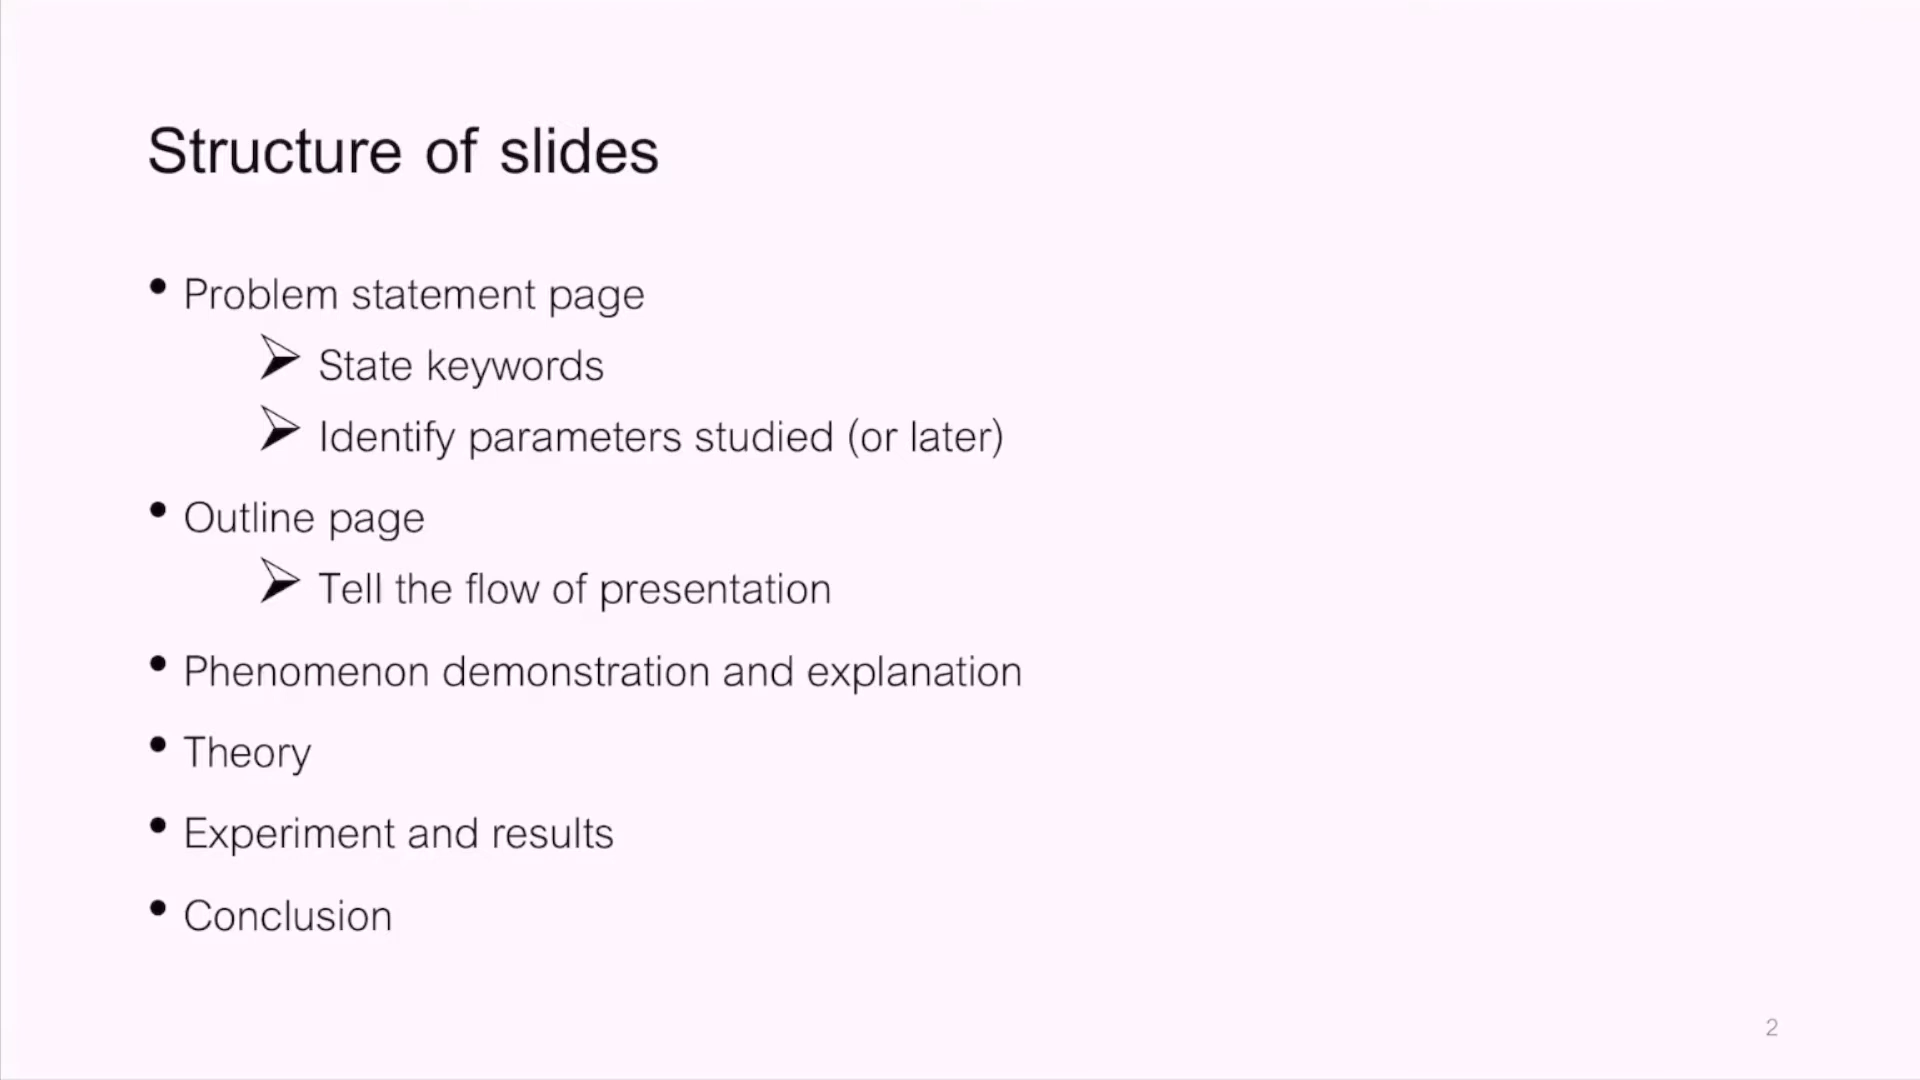 Structure of slides
• Problem statement page
➢ State keywords
➢ Identify parameters studied (or later)
• Outline page
➢ Tell the flow of presentation
• Phenomenon demonstration and explanation
• Theory
• Experiment and results
• Conclusion
2